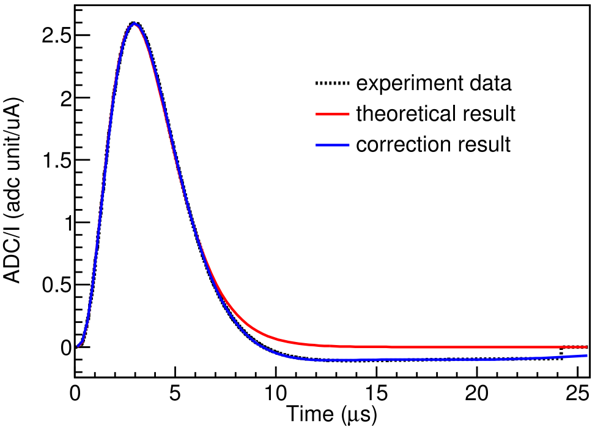 2.5
2
1.5
1
0.5
0
ADC/I (adc unit/uA)
experiment data
theoretical result
correction result
0 5 10 15 20 25
Time (μs)